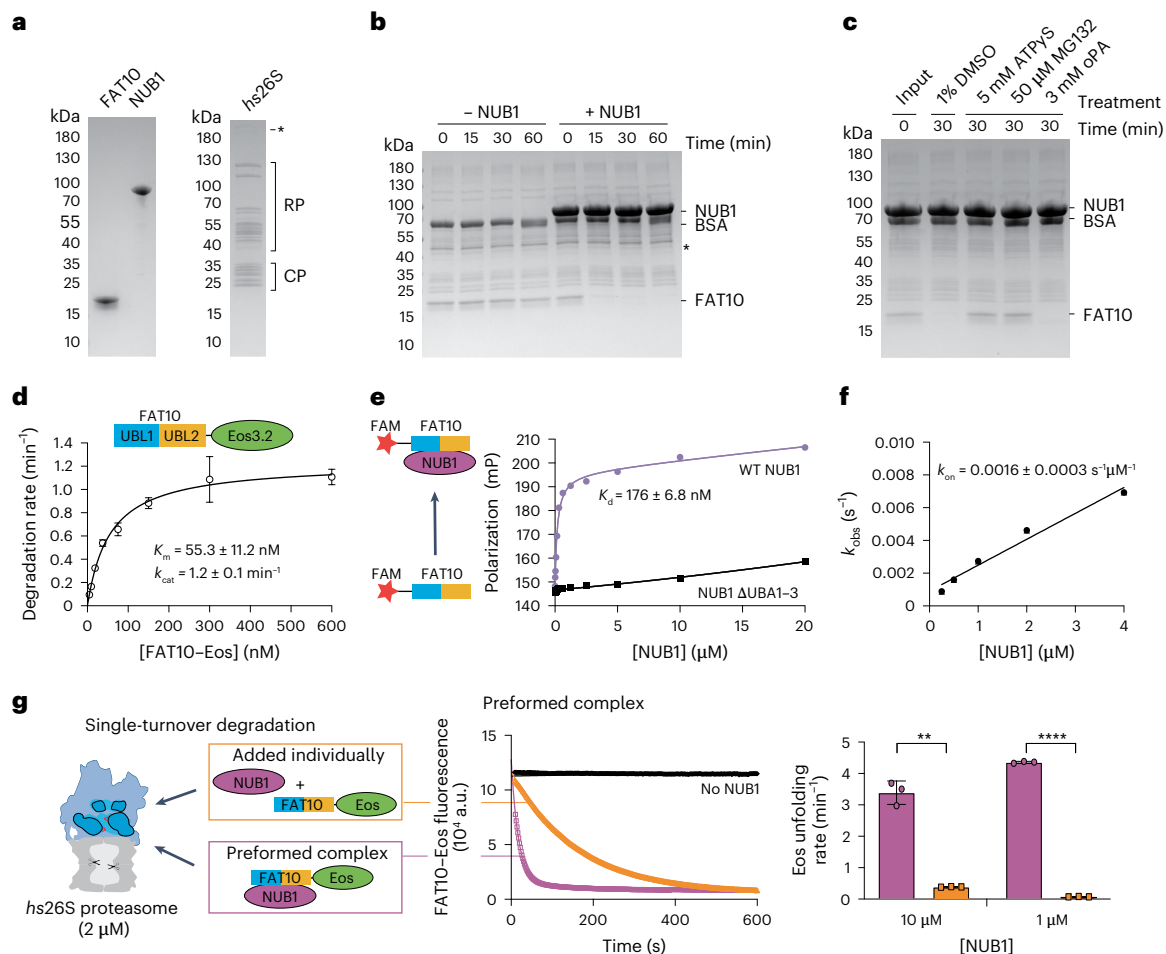 a
FAT10
NUB1
hs26S
kDa
180
130
100
70
55
40
35
25
15
10
kDa
180
130
100
70
55
40
35
25
15
10
*
RP
CP
b
– NUB1
+ NUB1
0 15 30 60 0 15 30 60 Time (min)
kDa
180
130
100
70
55
40
35
25
15
10
NUB1
BSA
*
FAT10
c
Input
1% DMSO
5 mM ATPγS
50 µM MG132
3 mM oPA
Treatment
0 30 30 30 30 Time (min)
kDa
180
130
100
70
55
40
35
25
15
NUB1
BSA
FAT10
d
FAT10
UBL1 UBL2 Eos3.2
Degradation rate (min⁻¹)
1.4
1.2
1.0
0.8
0.6
0.4
0.2
0
Km = 55.3 ± 11.2 nM
kcat = 1.2 ± 0.1 min⁻¹
0 100 200 300 400 500 600
[FAT10–Eos] (nM)
e
FAM FAT10
NUB1
FAM FAT10
Polarization (mP)
210
200
190
180
170
160
150
140
WT NUB1
Kd = 176 ± 6.8 nM
NUB1 ΔUBA1–3
0 5 10 15 20
[NUB1] (µM)
f
kobs (s⁻¹)
0.010
0.008
0.006
0.004
0.002
0
kon = 0.0016 ± 0.0003 s⁻¹µM⁻¹
0 1 2 3 4
[NUB1] (µM)
g
Single-turnover degradation
hs26S proteasome
(2 µM)
Added individually
NUB1
+
FAT10 Eos
Preformed complex
FAT10 Eos
NUB1
Preformed complex
FAT10–Eos fluorescence
(10⁴ a.u.)
15
10
5
0
No NUB1
0 200 400 600
Time (s)
Eos unfolding
rate (min⁻¹)
5
4
3
2
1
0
** ****
10 µM 1 µM
[NUB1]